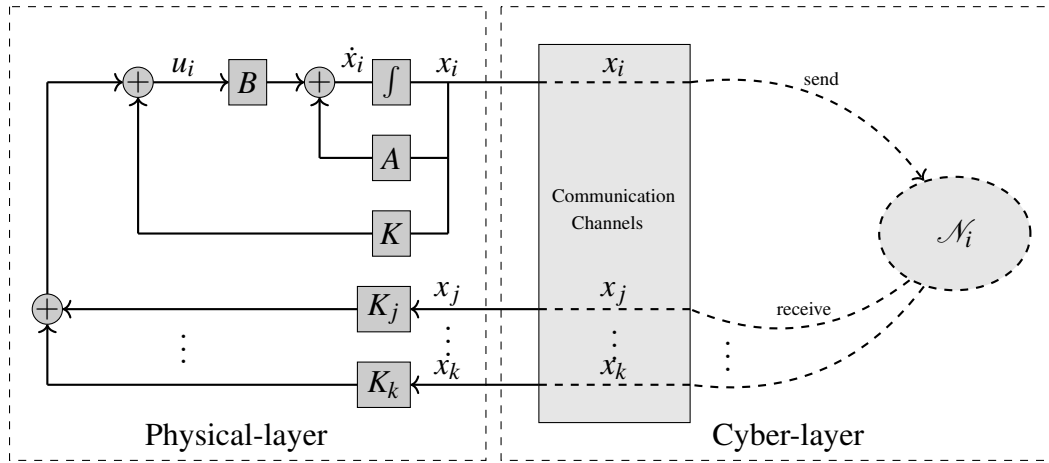 u_i
B
ẋ_i
∫
x_i
x_i
send
A
Communication
Channels
K
𝒩_i
K_j
x_j
x_j
receive
⋮
⋮
⋮
⋮
K_k
x_k
x_k
Physical-layer
Cyber-layer